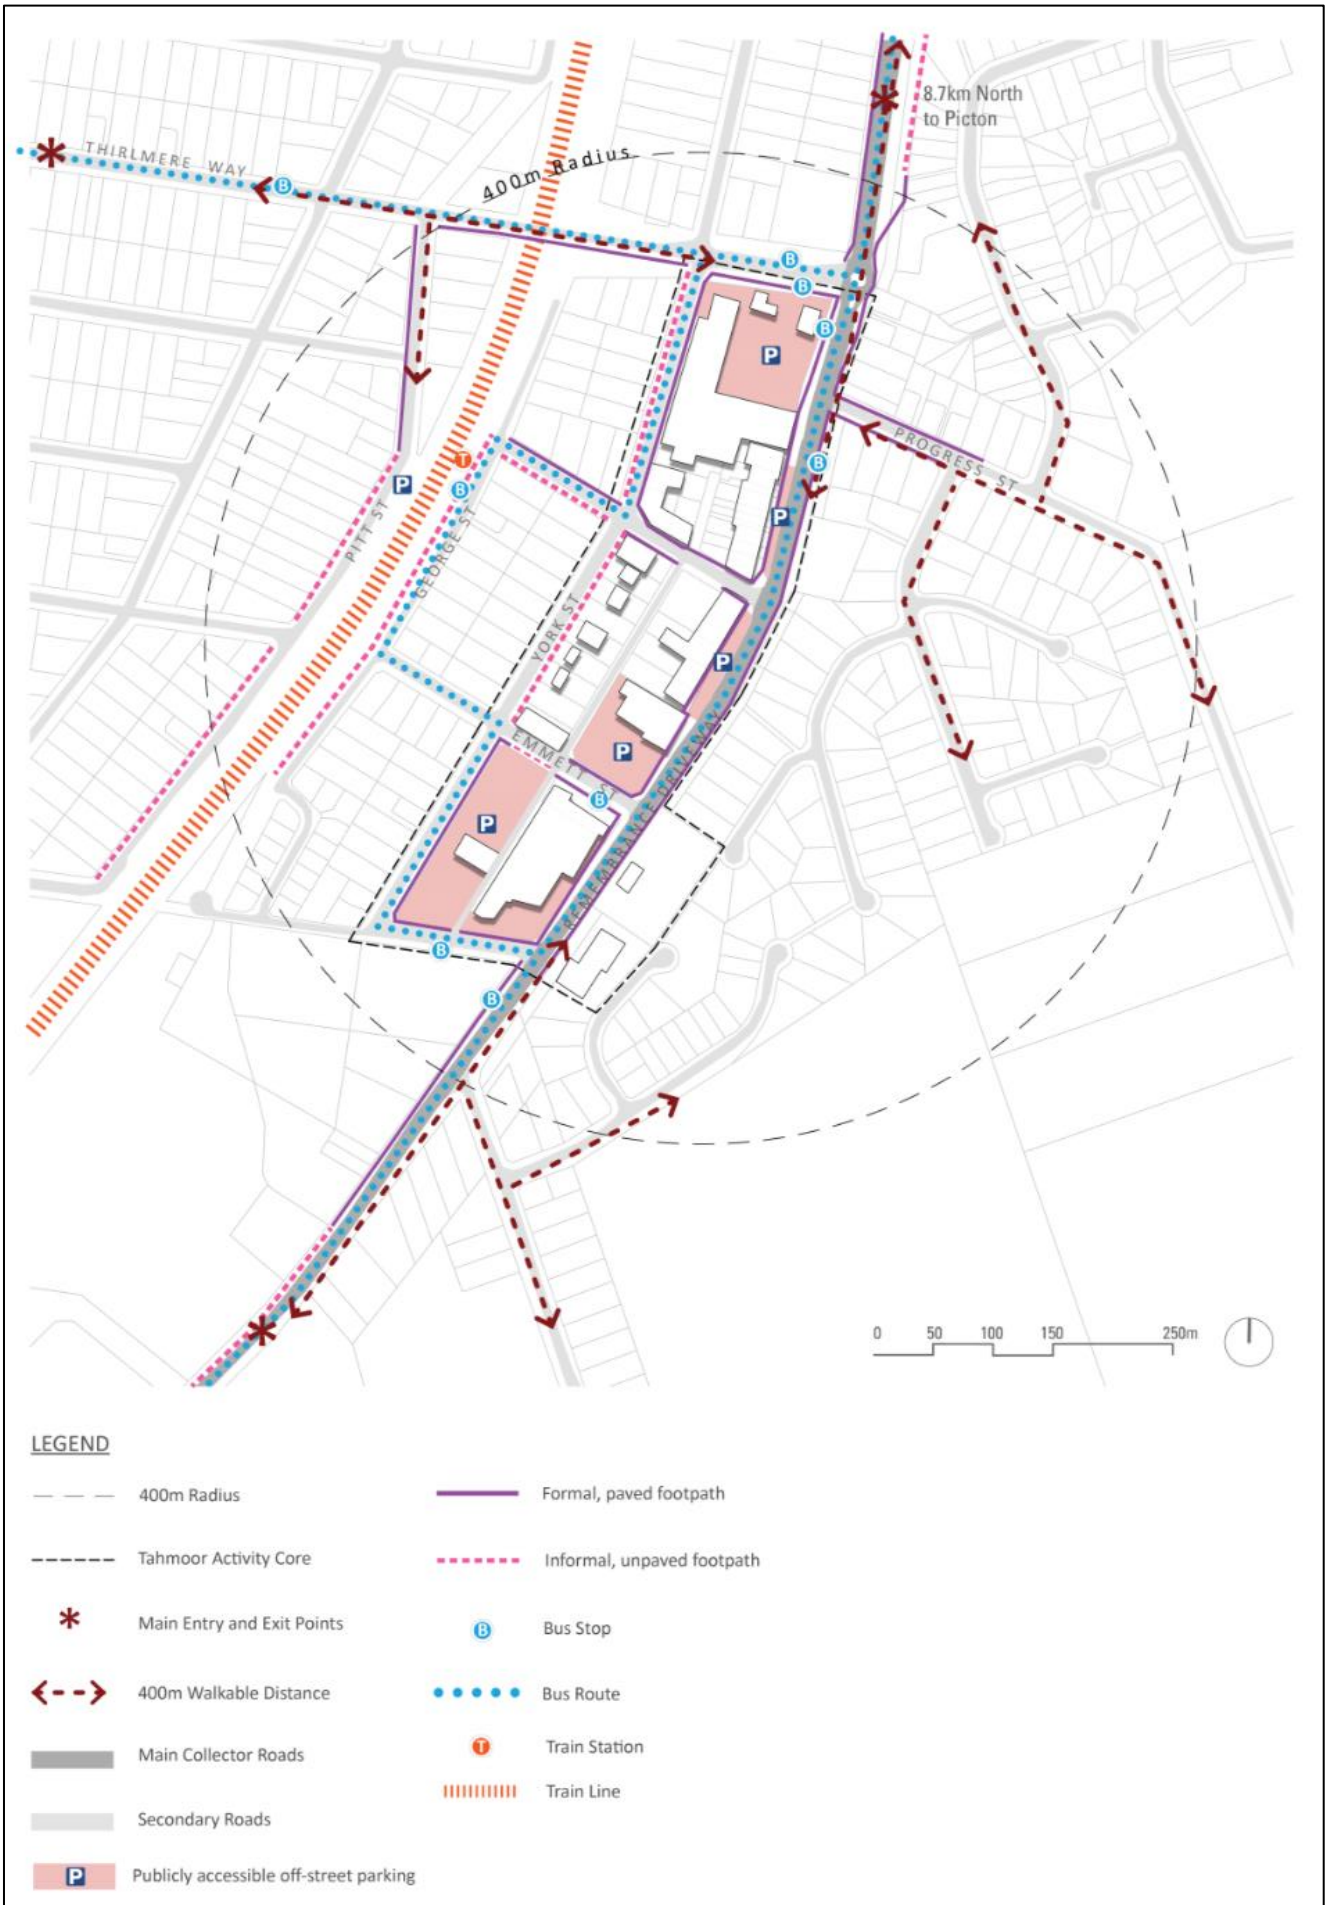 8.7km North
to Picton
THIRLMERE WAY
B
400m Radius
B
B
B
P
PROGRESS ST
B
T
P
B
P
PITT ST
GEORGE ST
YORK ST
P
EMMETT ST
P
B
P
REMEMBRANCE DRIVEWAY
B
B
0 50 100 150 250m
LEGEND
400m Radius
Formal, paved footpath
Tahmoor Activity Core
Informal, unpaved footpath
Main Entry and Exit Points
B Bus Stop
400m Walkable Distance
Bus Route
Main Collector Roads
T Train Station
Train Line
Secondary Roads
P Publicly accessible off-street parking